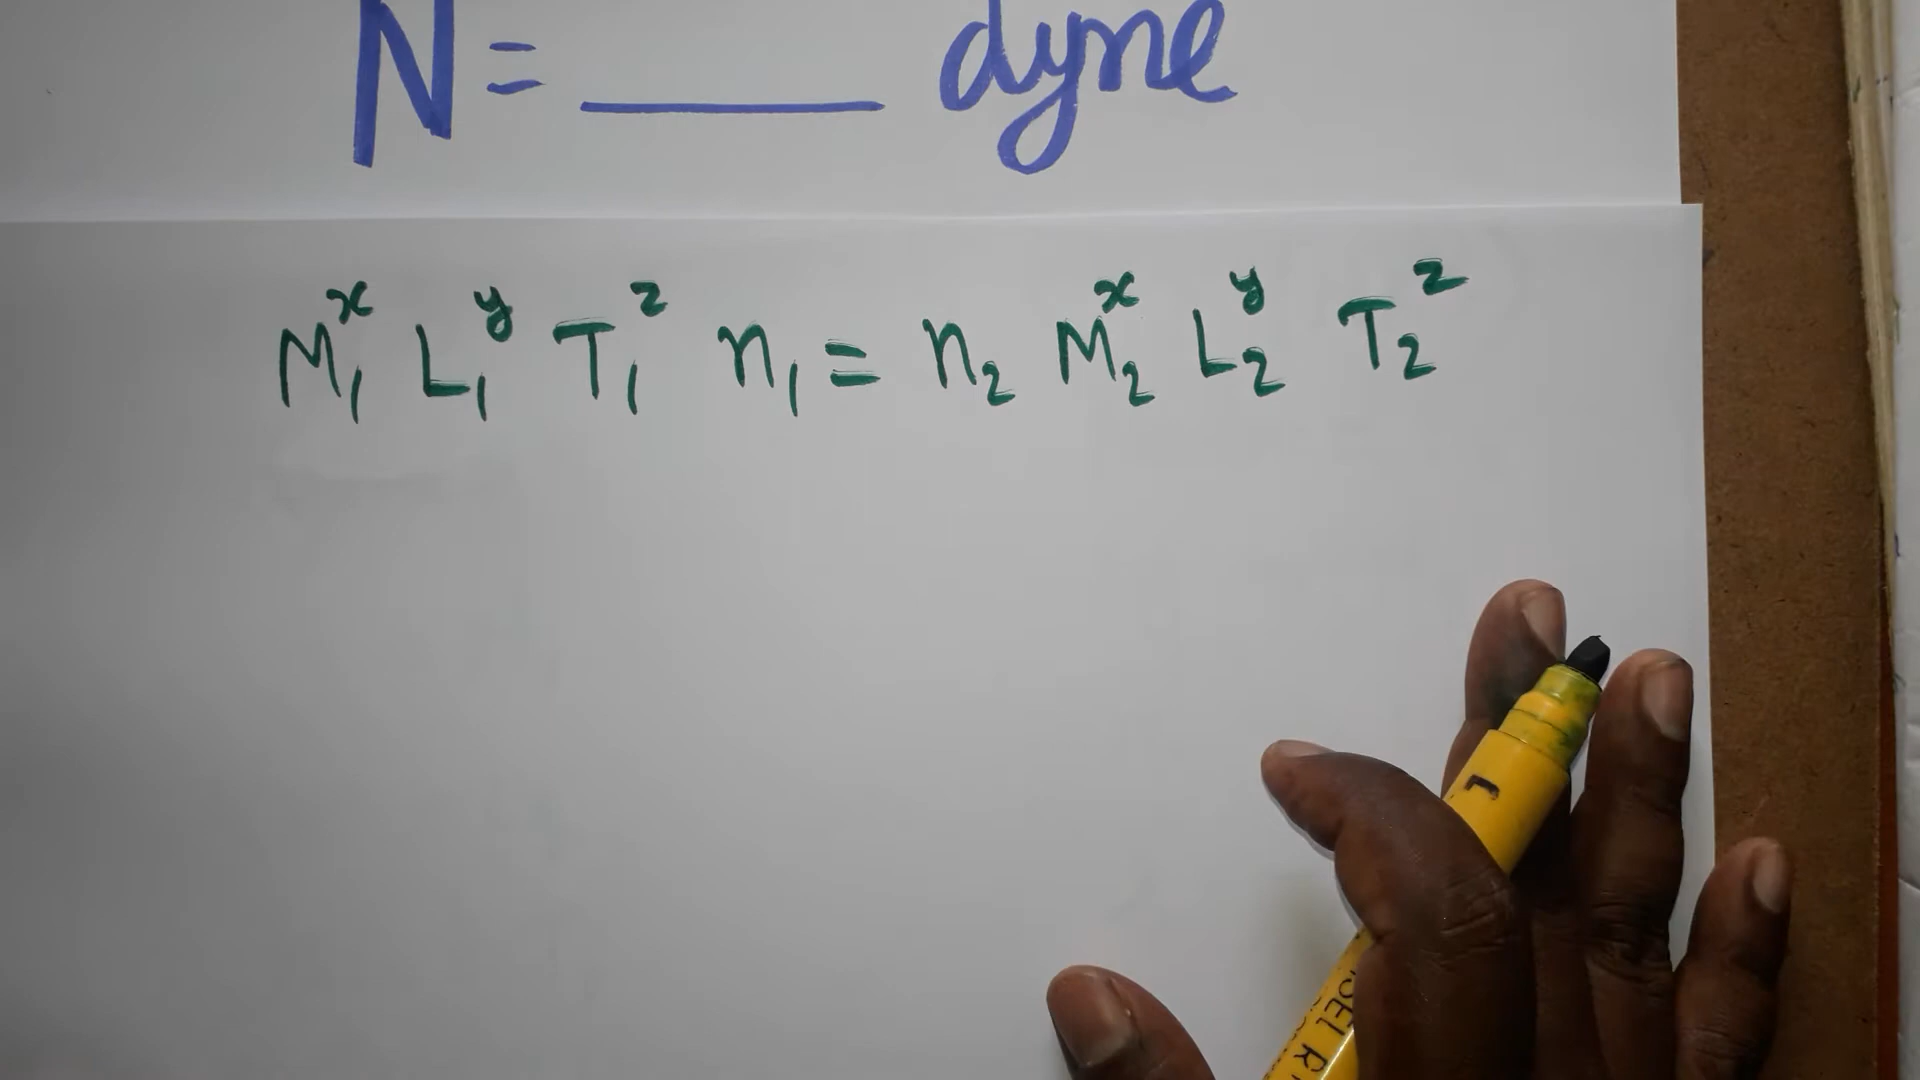 N = ____ dyne
M₁ˣ L₁ʸ T₁ᶻ n₁ = n₂ M₂ˣ L₂ʸ T₂ᶻ